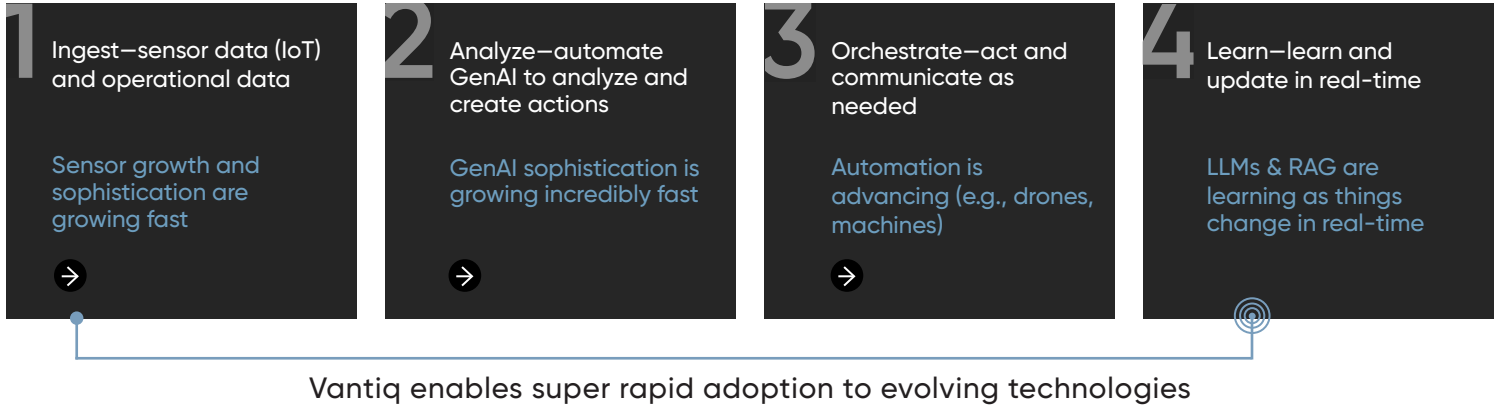 1
Ingest—sensor data (IoT)
and operational data
Sensor growth and
sophistication are
growing fast
2
Analyze—automate
GenAI to analyze and
create actions
GenAI sophistication is
growing incredibly fast
3
Orchestrate—act and
communicate as
needed
Automation is
advancing (e.g., drones,
machines)
4
Learn—learn and
update in real-time
LLMs & RAG are
learning as things
change in real-time
Vantiq enables super rapid adoption to evolving technologies